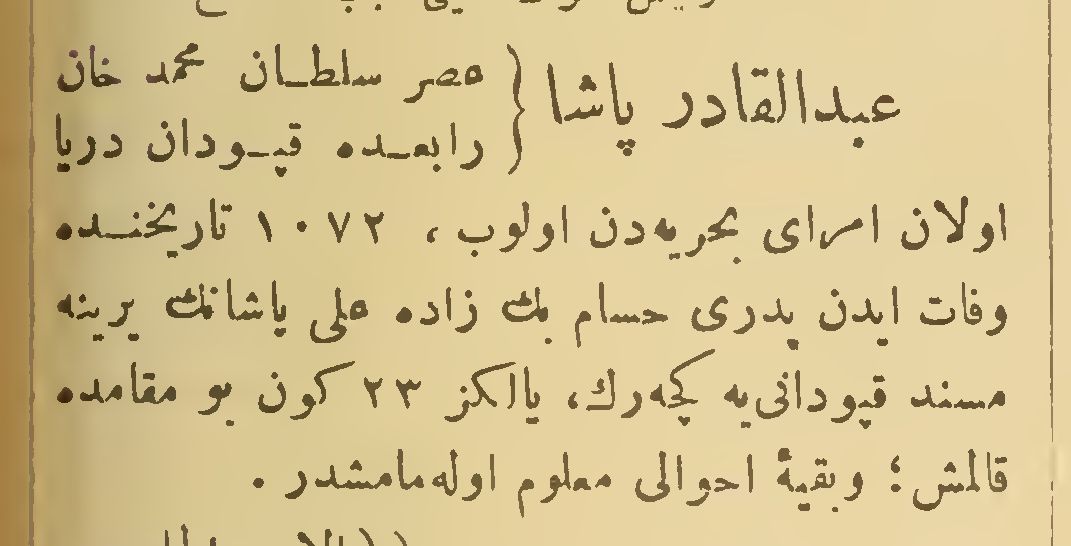 عبدالقادر پاشا { عصر سلطان محمد خان
رابعده قپودان دریا
اولان امرای بحریه‌دن اولوب ، ١٠٧٢ تاریخنده
وفات ایدن پدری حسام بك زاده علی پاشانك یرینه
مسند قپودانی‌یه کچه‌رك، یالکز ٢٣ کون بو مقامده
قالمش ؛ وبقیهٔ احوالی معلوم اوله‌مامشدر .